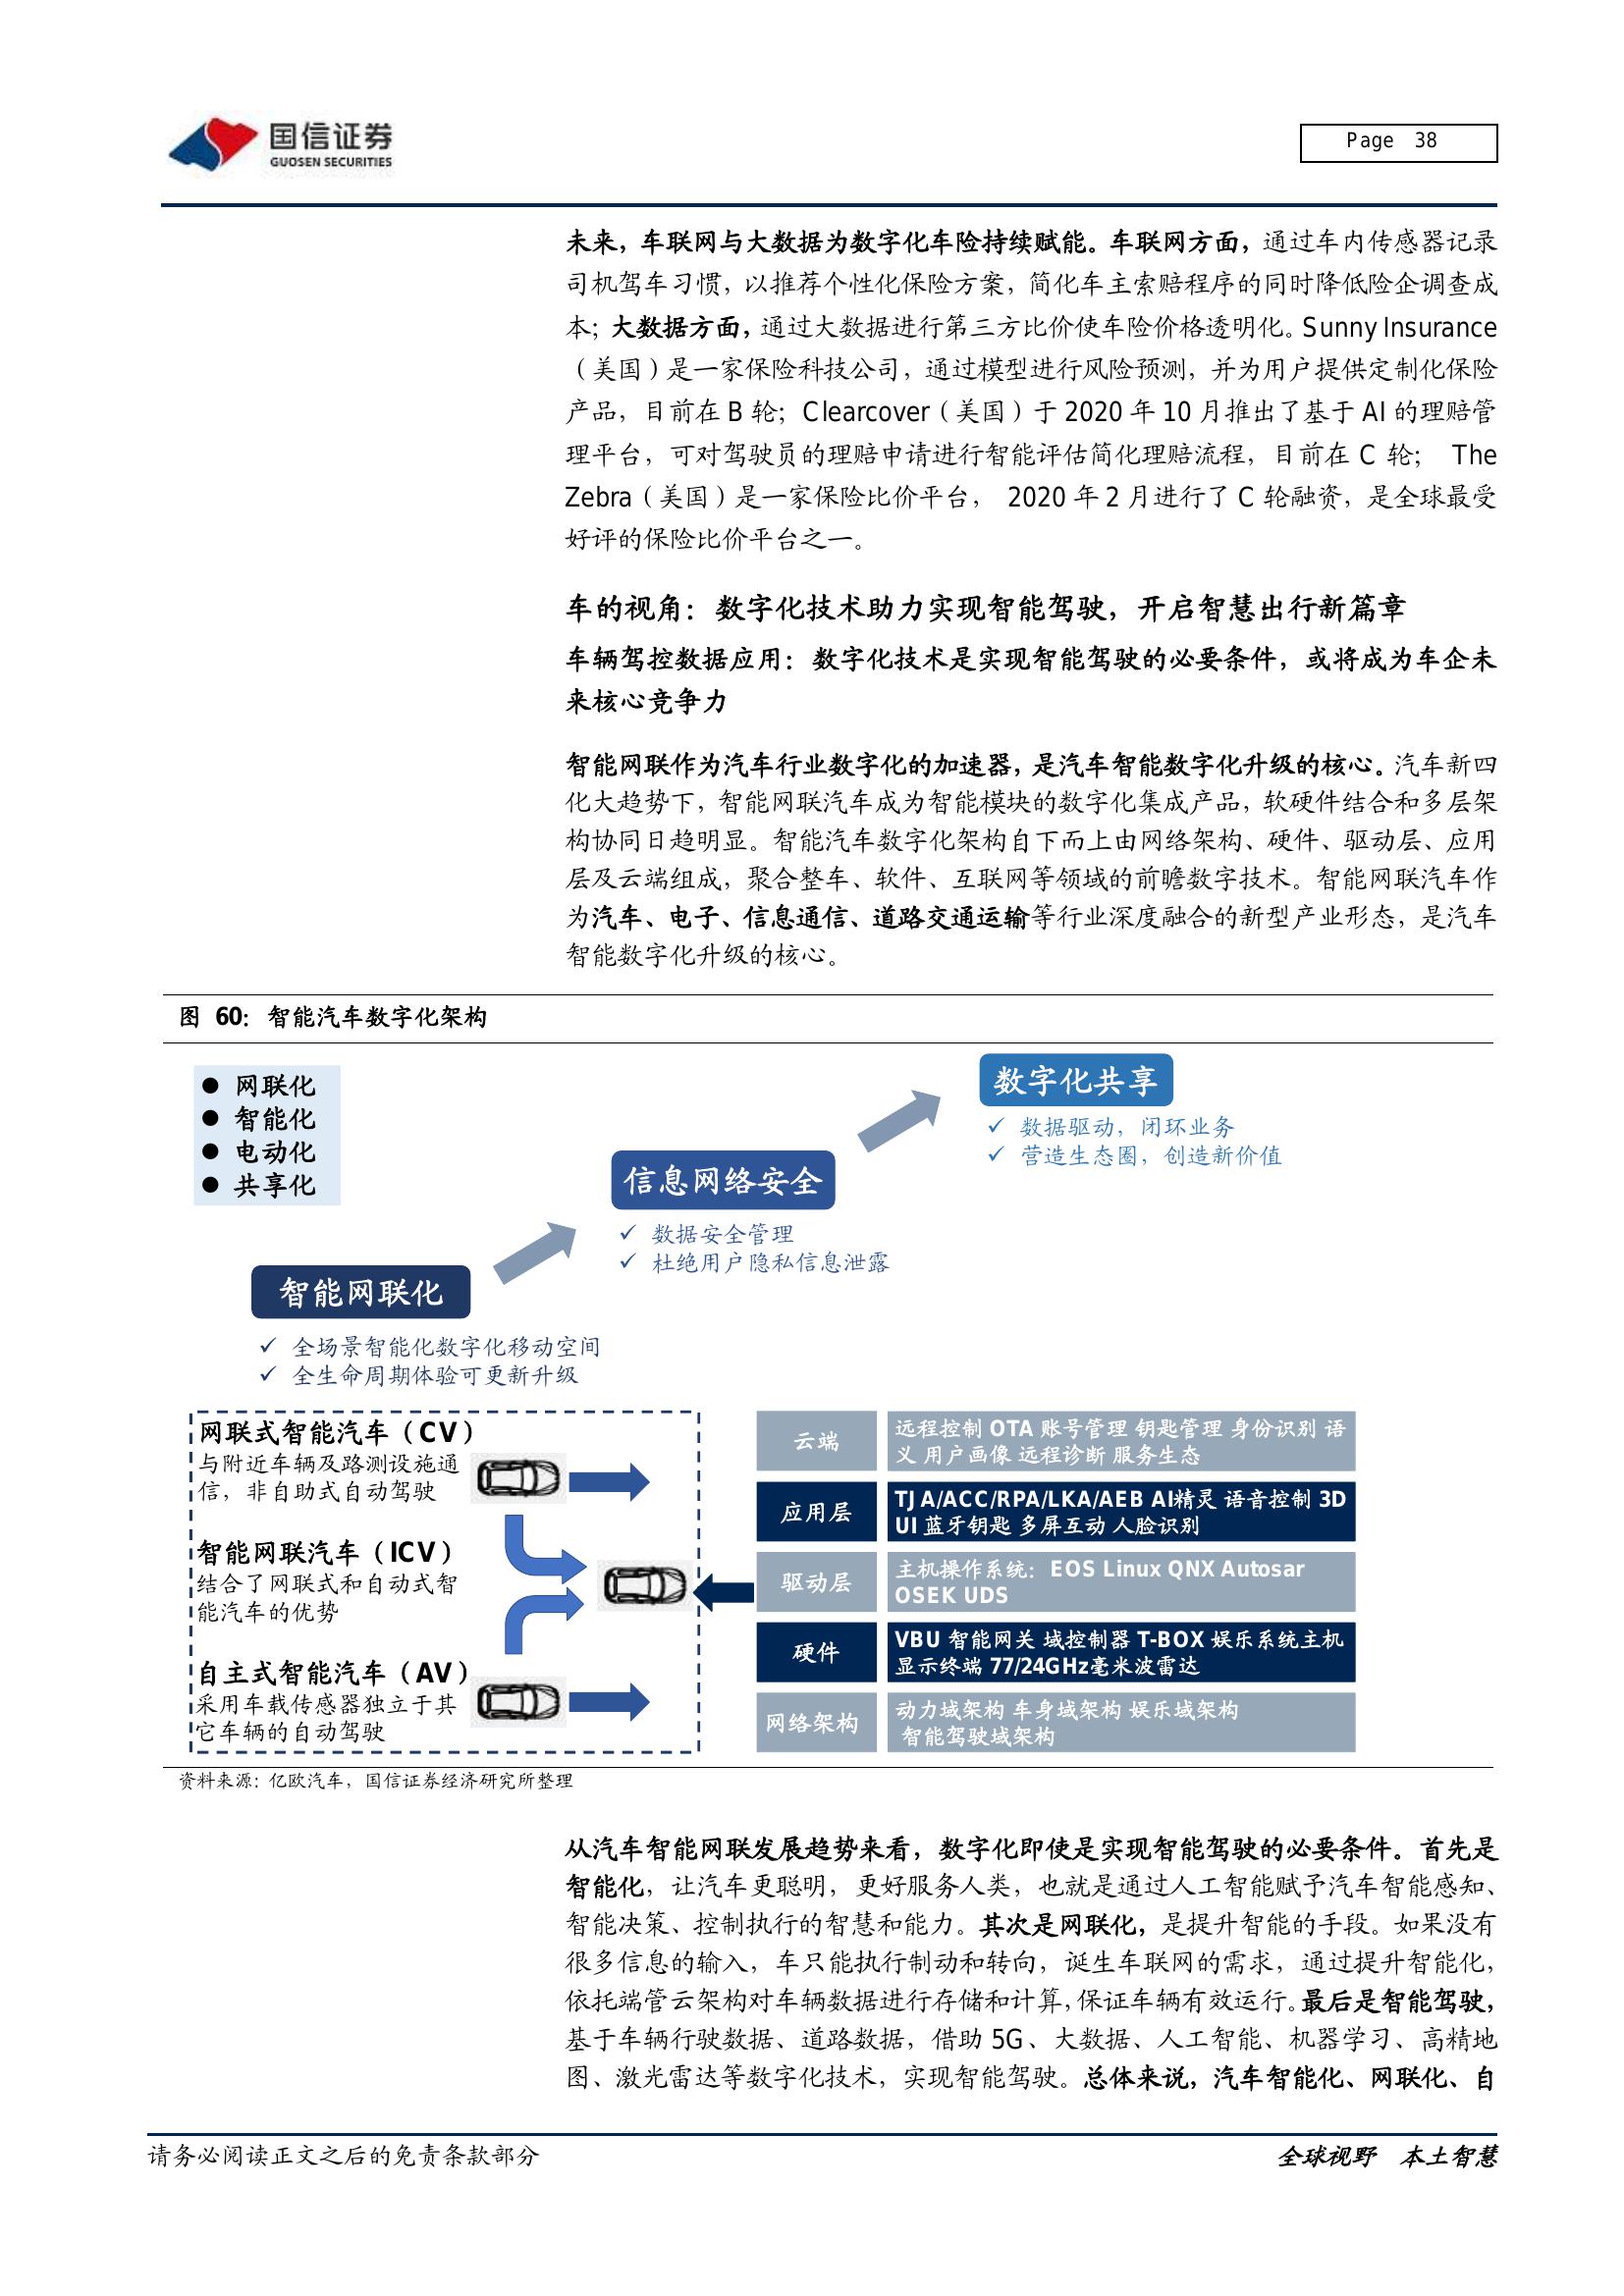 国信证券
GUOSEN SECURITIES
Page 38
未来，车联网与大数据为数字化车险持续赋能。车联网方面，通过车内传感器记录
司机驾车习惯，以推荐个性化保险方案，简化车主索赔程序的同时降低险企调查成
本；大数据方面，通过大数据进行第三方比价使车险价格透明化。Sunny Insurance
（美国）是一家保险科技公司，通过模型进行风险预测，并为用户提供定制化保险
产品，目前在 B 轮；Clearcover（美国）于 2020 年 10 月推出了基于 AI 的理赔管
理平台，可对驾驶员的理赔申请进行智能评估简化理赔流程，目前在 C 轮； The
Zebra（美国）是一家保险比价平台， 2020 年 2 月进行了 C 轮融资，是全球最受
好评的保险比价平台之一。
车的视角：数字化技术助力实现智能驾驶，开启智慧出行新篇章
车辆驾控数据应用：数字化技术是实现智能驾驶的必要条件，或将成为车企未
来核心竞争力
智能网联作为汽车行业数字化的加速器，是汽车智能数字化升级的核心。汽车新四
化大趋势下，智能网联汽车成为智能模块的数字化集成产品，软硬件结合和多层架
构协同日趋明显。智能汽车数字化架构自下而上由网络架构、硬件、驱动层、应用
层及云端组成，聚合整车、软件、互联网等领域的前瞻数字技术。智能网联汽车作
为汽车、电子、信息通信、道路交通运输等行业深度融合的新型产业形态，是汽车
智能数字化升级的核心。
图 60：智能汽车数字化架构
● 网联化
● 智能化
● 电动化
● 共享化
数字化共享
✓ 数据驱动，闭环业务
✓ 营造生态圈，创造新价值
信息网络安全
✓ 数据安全管理
✓ 杜绝用户隐私信息泄露
智能网联化
✓ 全场景智能化数字化移动空间
✓ 全生命周期体验可更新升级
网联式智能汽车（CV）
与附近车辆及路测设施通
信，非自助式自动驾驶
智能网联汽车（ICV）
结合了网联式和自动式智
能汽车的优势
自主式智能汽车（AV）
采用车载传感器独立于其
它车辆的自动驾驶
云端
远程控制 OTA 账号管理 钥匙管理 身份识别 语
义 用户画像 远程诊断 服务生态
应用层
TJA/ACC/RPA/LKA/AEB AI精灵 语音控制 3D
UI 蓝牙钥匙 多屏互动 人脸识别
驱动层
主机操作系统：EOS Linux QNX Autosar
OSEK UDS
硬件
VBU 智能网关 域控制器 T-BOX 娱乐系统主机
显示终端 77/24GHz毫米波雷达
网络架构
动力域架构 车身域架构 娱乐域架构
智能驾驶域架构
资料来源：亿欧汽车，国信证券经济研究所整理
从汽车智能网联发展趋势来看，数字化即使是实现智能驾驶的必要条件。首先是
智能化，让汽车更聪明，更好服务人类，也就是通过人工智能赋予汽车智能感知、
智能决策、控制执行的智慧和能力。其次是网联化，是提升智能的手段。如果没有
很多信息的输入，车只能执行制动和转向，诞生车联网的需求，通过提升智能化，
依托端管云架构对车辆数据进行存储和计算，保证车辆有效运行。最后是智能驾驶，
基于车辆行驶数据、道路数据，借助 5G、大数据、人工智能、机器学习、高精地
图、激光雷达等数字化技术，实现智能驾驶。总体来说，汽车智能化、网联化、自
请务必阅读正文之后的免责条款部分
全球视野 本土智慧